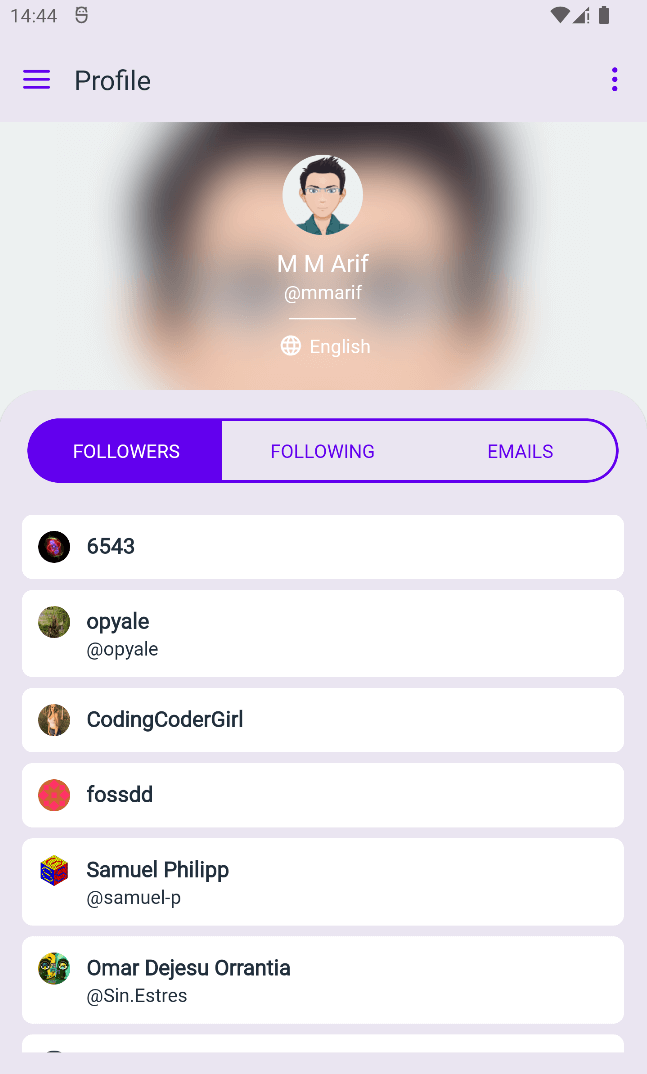 14:44
Profile
M M Arif
@mmarif
English
FOLLOWERS FOLLOWING EMAILS
6543
opyale
@opyale
CodingCoderGirl
fossdd
Samuel Philipp
@samuel-p
Omar Dejesu Orrantia
@Sin.Estres